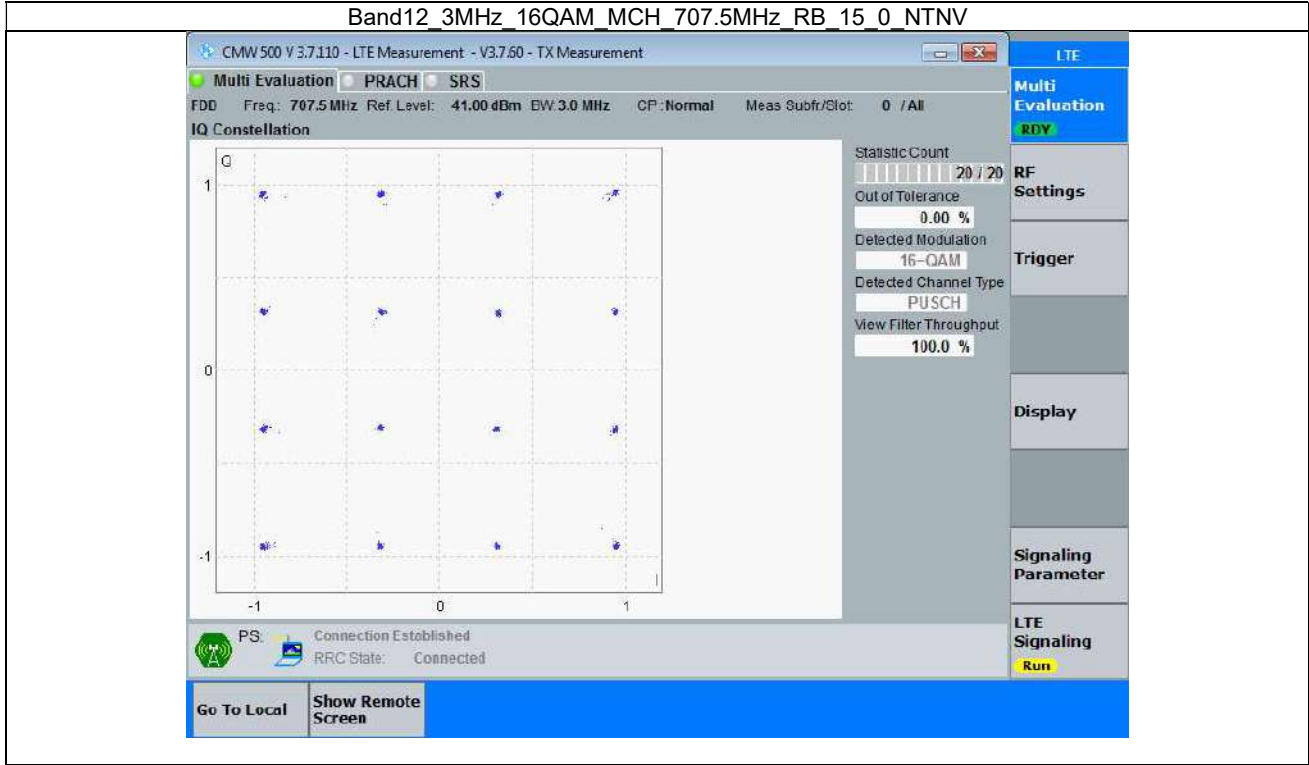 Band12_3MHz_16QAM_MCH_707.5MHz_RB_15_0_NTNV
CMW 500 V 3.7.110 - LTE Measurement - V3.7.60 - TX Measurement
LTE
Multi Evaluation PRACH SRS
FDD Freq.: 707.5 MHz Ref. Level: 41.00 dBm BW: 3.0 MHz CP: Normal Meas Subfr/Slot: 0 / All
IQ Constellation
Multi
Evaluation
RDY
Q
1
0
-1
-1 0 1
I
Statistic Count
20 / 20
Out of Tolerance
0.00 %
Detected Modulation
16-QAM
Detected Channel Type
PUSCH
View Filter Throughput
100.0 %
RF
Settings
Trigger
Display
Signaling
Parameter
LTE
Signaling
Run
PS: Connection Established
RRC State: Connected
Go To Local
Show Remote
Screen